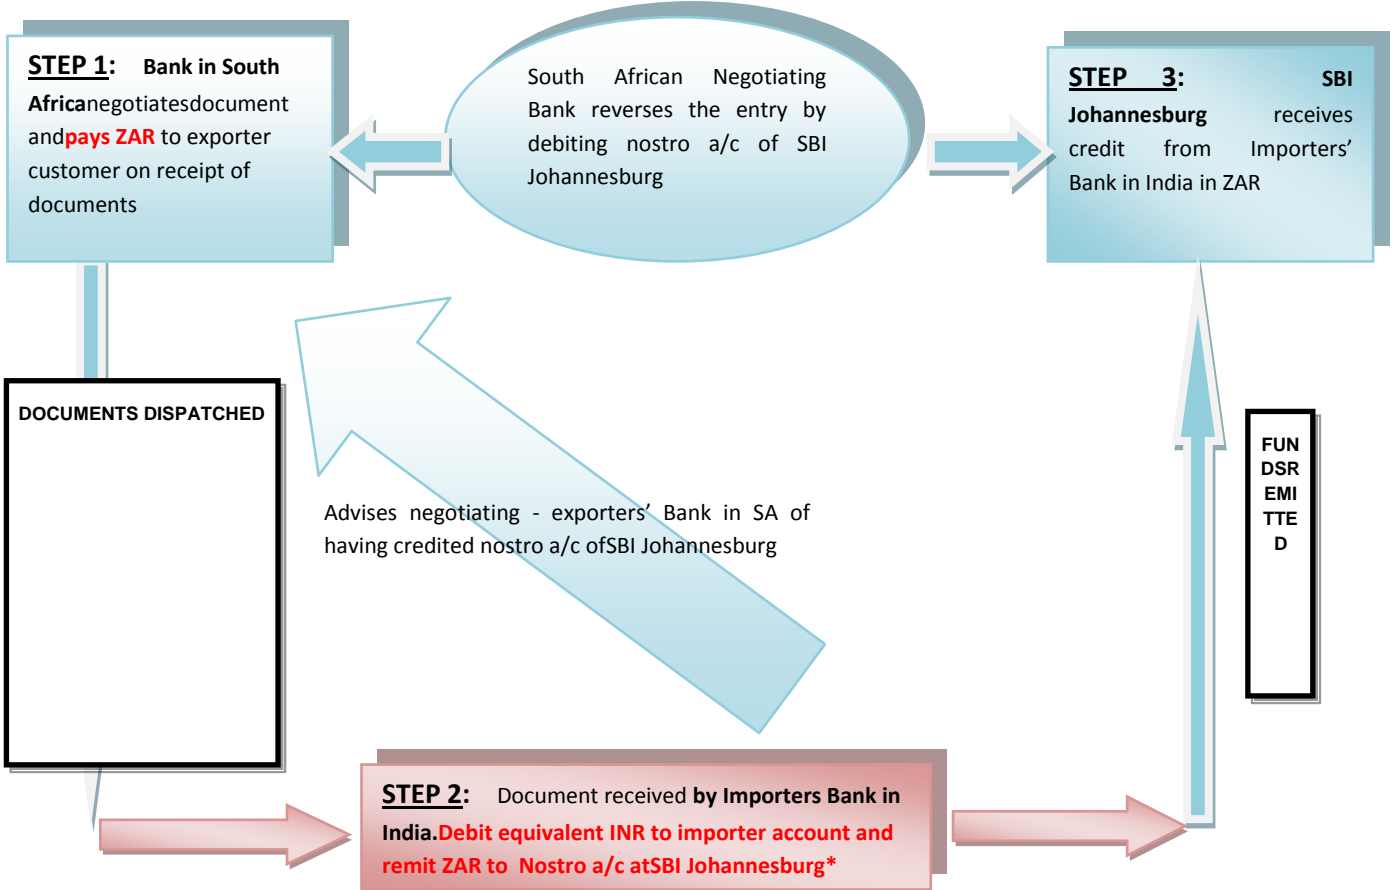 STEP 1: Bank in South
Africanegotiatesdocument
andpays ZAR to exporter
customer on receipt of
documents
South African Negotiating
Bank reverses the entry by
debiting nostro a/c of SBI
Johannesburg
STEP 3: SBI
Johannesburg receives
credit from Importers’
Bank in India in ZAR
DOCUMENTS DISPATCHED
Advises negotiating - exporters’ Bank in SA of
having credited nostro a/c ofSBI Johannesburg
FUN
DSR
EMI
TTE
D
STEP 2: Document received by Importers Bank in
India.Debit equivalent INR to importer account and
remit ZAR to Nostro a/c atSBI Johannesburg*